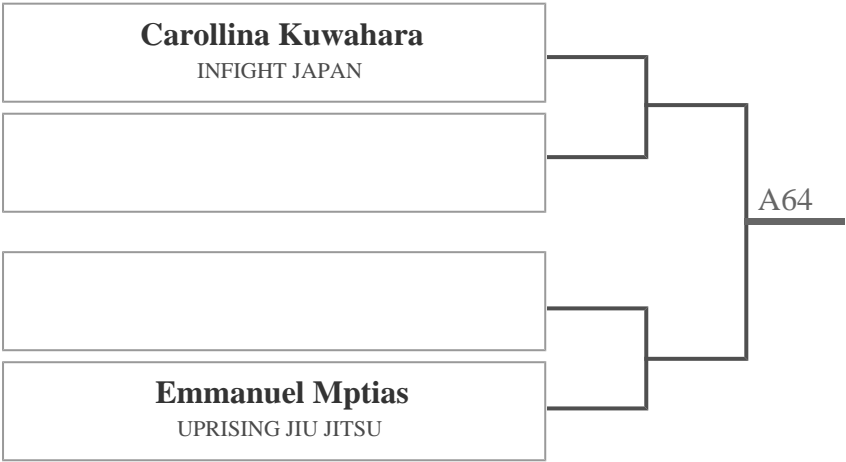 Carollina Kuwahara
INFIGHT JAPAN
A64
Emmanuel Mptias
UPRISING JIU JITSU